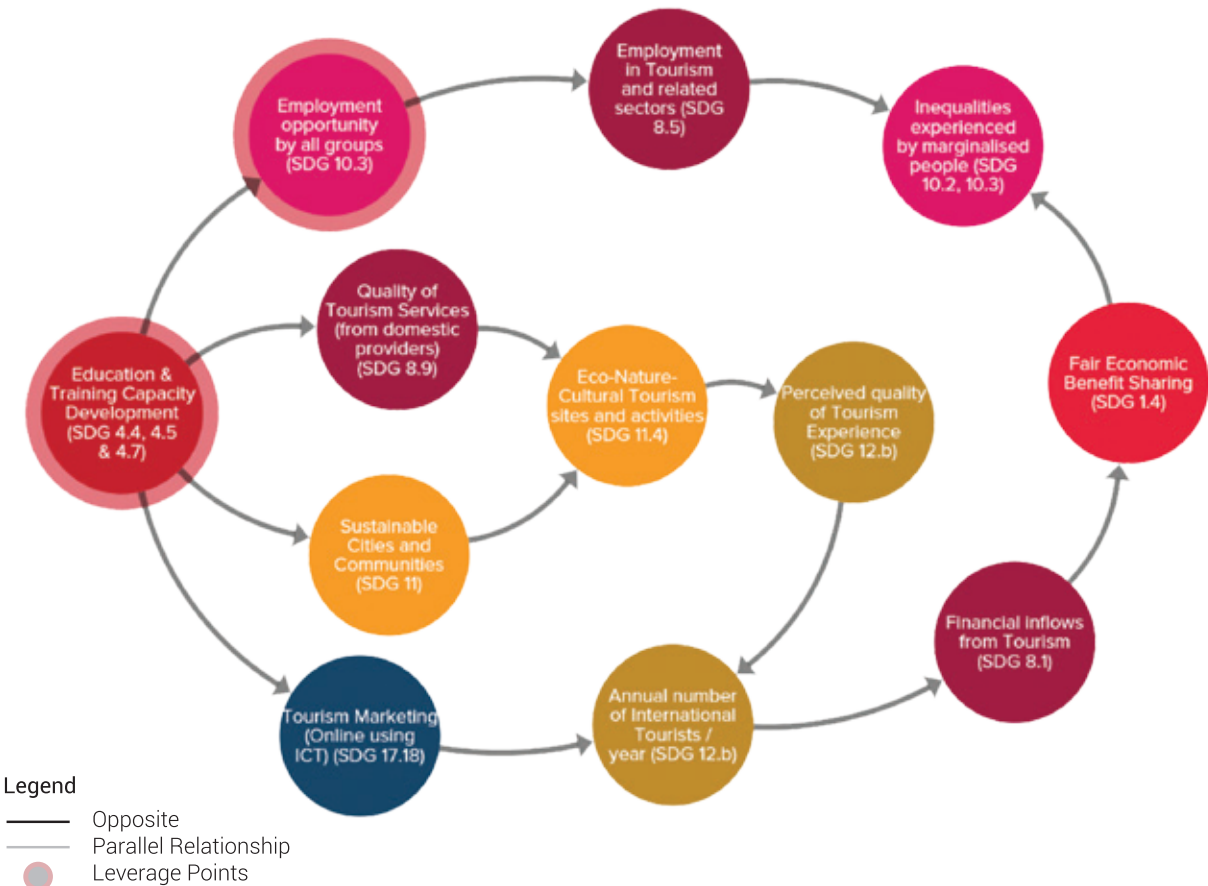 Employment
in Tourism
and related
sectors (SDG
8.5)
Employment
opportunity
by all groups
(SDG 10.3)
Inequalities
experienced
by marginalised
people (SDG
10.2, 10.3)
Quality of
Tourism Services
(from domestic
providers)
(SDG 8.9)
Education &
Training Capacity
Development
(SDG 4.4, 4.5
& 4.7)
Eco-Nature-
Cultural Tourism
sites and activities
(SDG 11.4)
Perceived quality
of Tourism
Experience
(SDG 12.b)
Fair Economic
Benefit Sharing
(SDG 1.4)
Sustainable
Cities and
Communities
(SDG 11)
Financial inflows
from Tourism
(SDG 8.1)
Tourism Marketing
(Online using
ICT) (SDG 17.18)
Annual number
of International
Tourists /
year (SDG 12.b)
Legend
Opposite
Parallel Relationship
Leverage Points